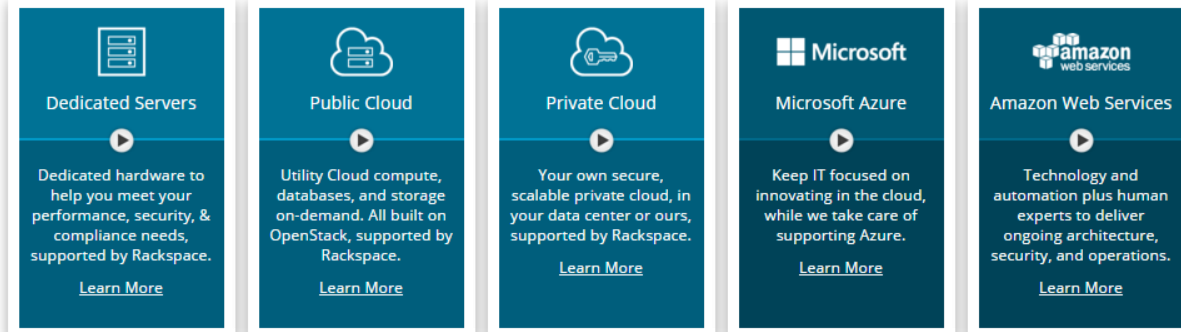 Dedicated Servers
Dedicated hardware to
help you meet your
performance, security, &
compliance needs,
supported by Rackspace.
Learn More
Public Cloud
Utility Cloud compute,
databases, and storage
on-demand. All built on
OpenStack, supported by
Rackspace.
Learn More
Private Cloud
Your own secure,
scalable private cloud, in
your data center or ours,
supported by Rackspace.
Learn More
Microsoft
Microsoft Azure
Keep IT focused on
innovating in the cloud,
while we take care of
supporting Azure.
Learn More
amazon
web services
Amazon Web Services
Technology and
automation plus human
experts to deliver
ongoing architecture,
security, and operations.
Learn More